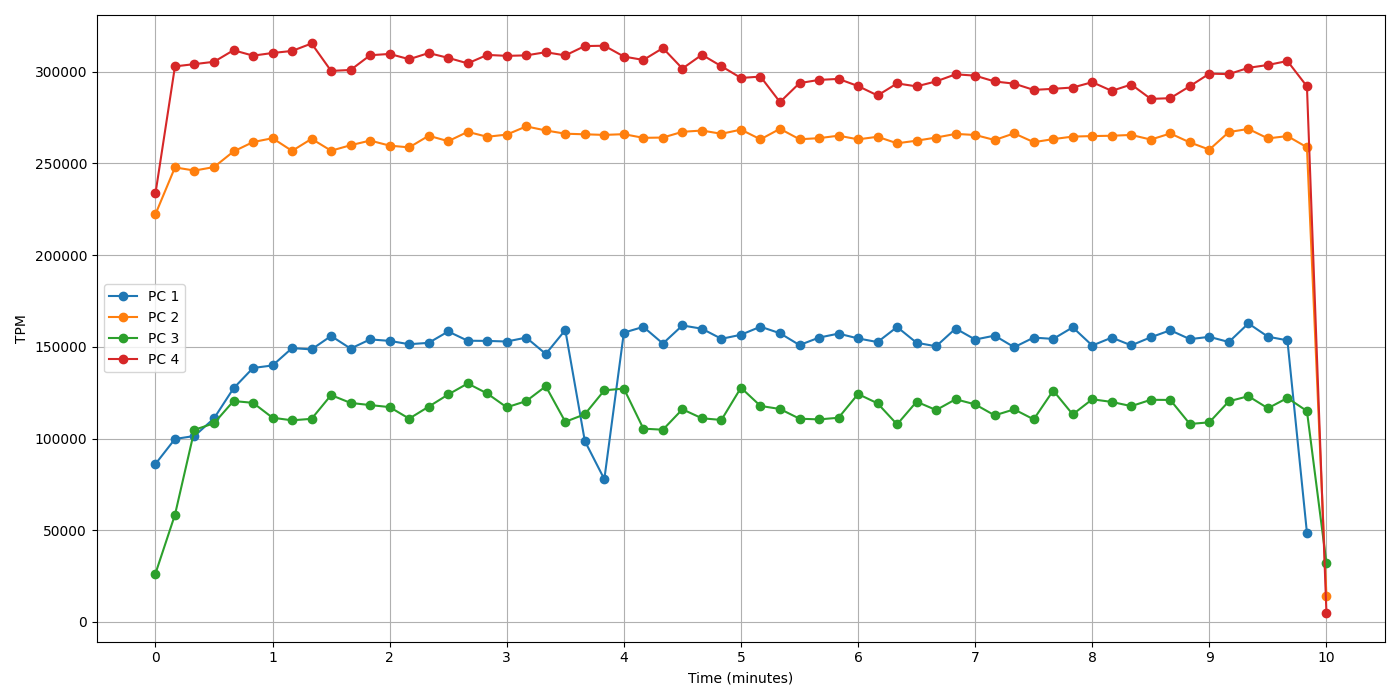 300000
250000
200000
150000
100000
50000
0
TPM
PC 1
PC 2
PC 3
PC 4
0 1 2 3 4 5 6 7 8 9 10
Time (minutes)